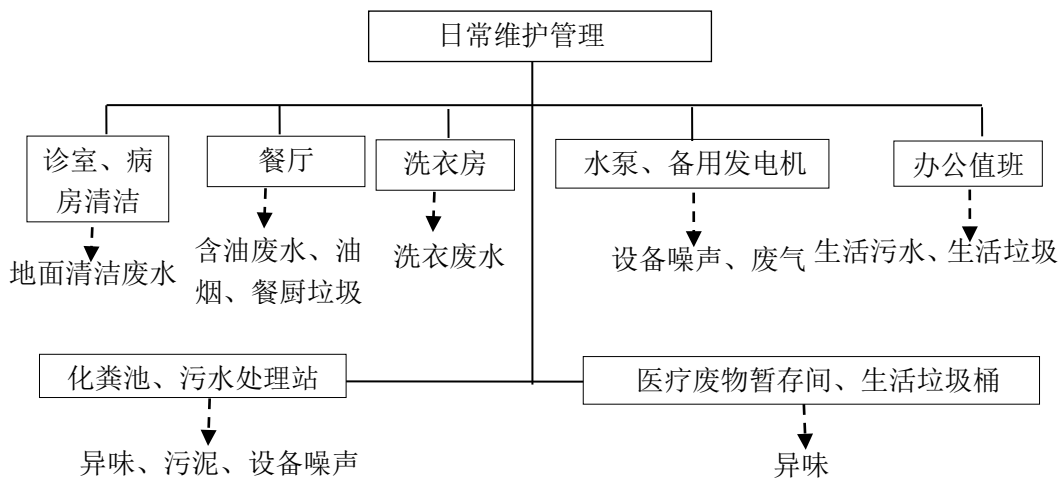 日常维护管理
诊室、病
房清洁
餐厅
洗衣房
水泵、备用发电机
办公值班
地面清洁废水
含油废水、油
烟、餐厨垃圾
洗衣废水
设备噪声、废气
生活污水、生活垃圾
化粪池、污水处理站
医疗废物暂存间、生活垃圾桶
异味、污泥、设备噪声
异味